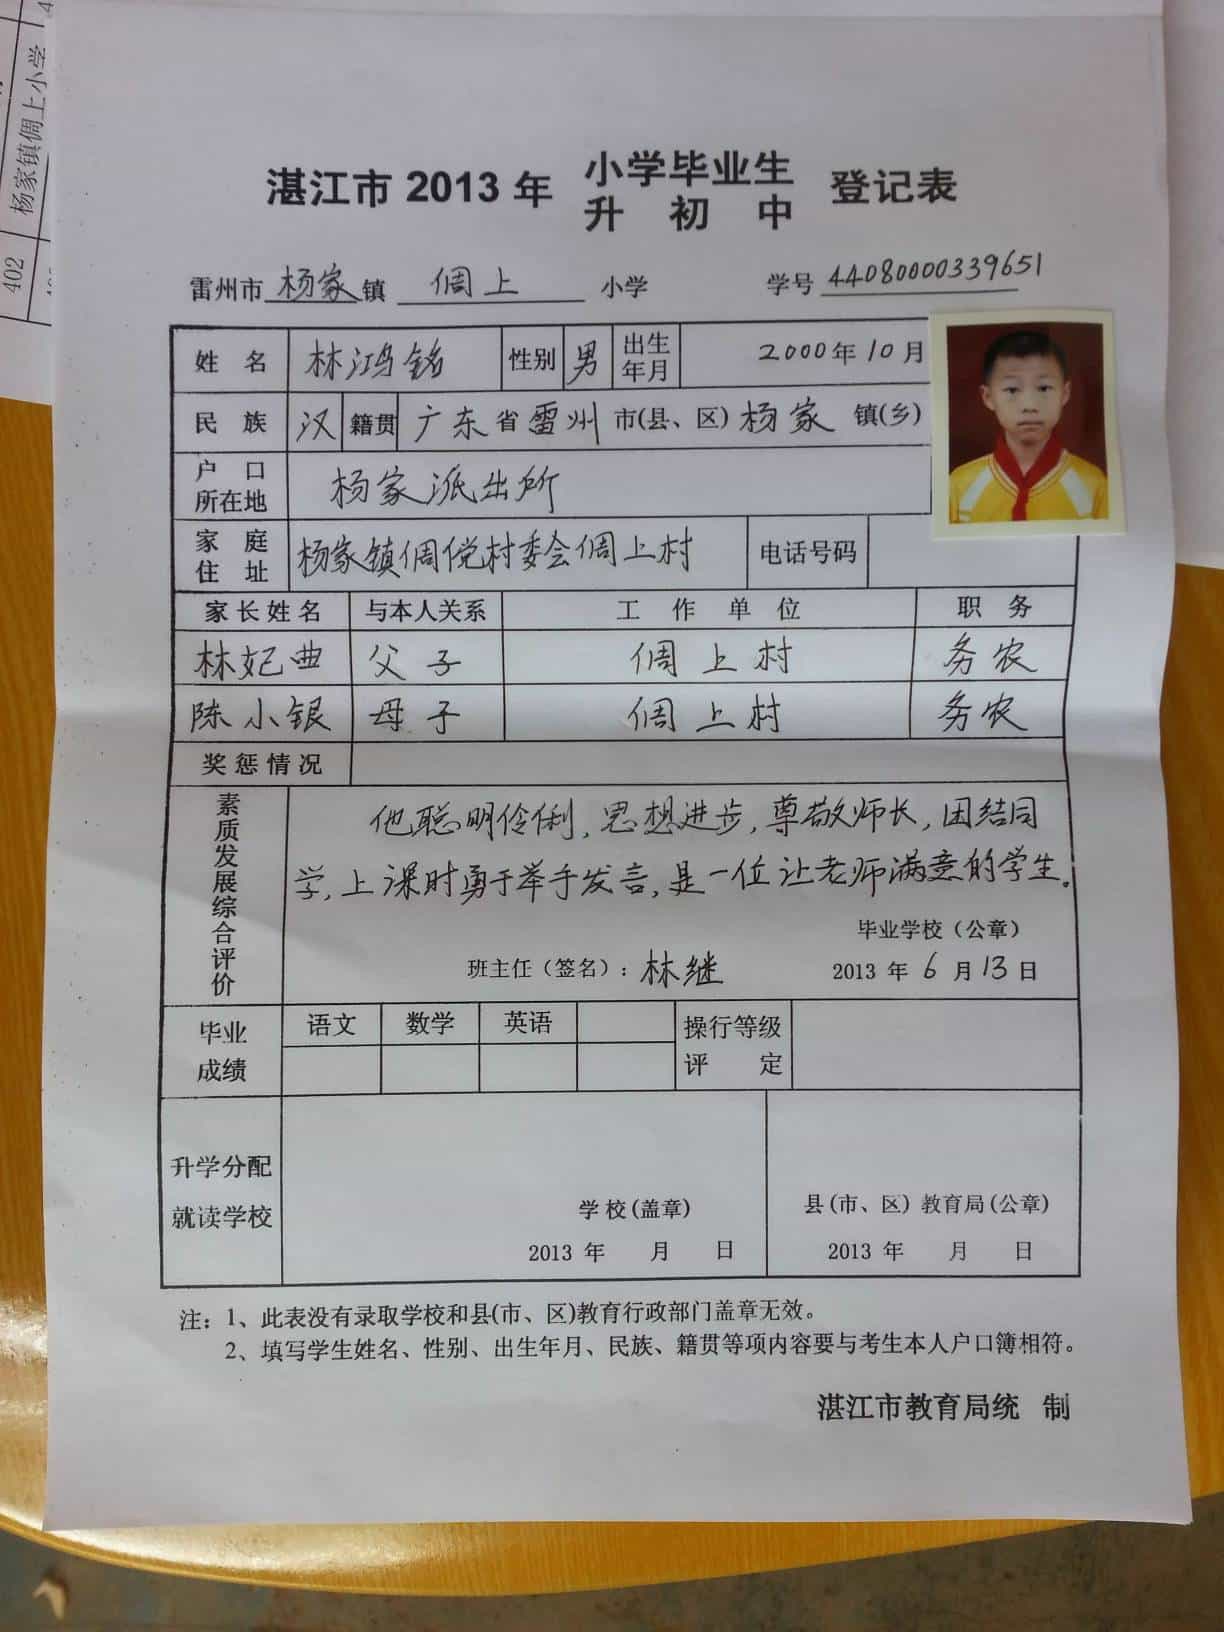 杨家镇倜上小学
402
湛江市 2013 年 小学毕业生 登记表
升 初 中
雷州市 杨家 镇 倜上 小学 学号 44080000339651
姓 名 林鸿铭 性别 男 出生年月 2000 年 10 月
民 族 汉 籍贯 广东 省 雷州 市(县、区) 杨家 镇(乡)
户 口
所在地 杨家派出所
家 庭
住 址 杨家镇倜傥村委会倜上村 电话号码
家长姓名 与本人关系 工 作 单 位 职 务
林妃典 父子 倜上村 务农
陈小银 母子 倜上村 务农
奖惩情况
素质发展综合评价
他聪明伶俐,思想进步,尊敬师长,团结同
学,上课时勇于举手发言,是一位让老师满意的学生。
毕业学校(公章)
班主任(签名): 林继 2013 年 6 月 13 日
毕业
成绩
语文 数学 英语 操行等级
评 定
升学分配
就读学校
学校(盖章) 县(市、区) 教育局(公章)
2013 年 月 日 2013 年 月 日
注: 1、此表没有录取学校和县(市、区)教育行政部门盖章无效。
2、填写学生姓名、性别、出生年月、民族、籍贯等项内容要与考生本人户口簿相符。
湛江市教育局统 制